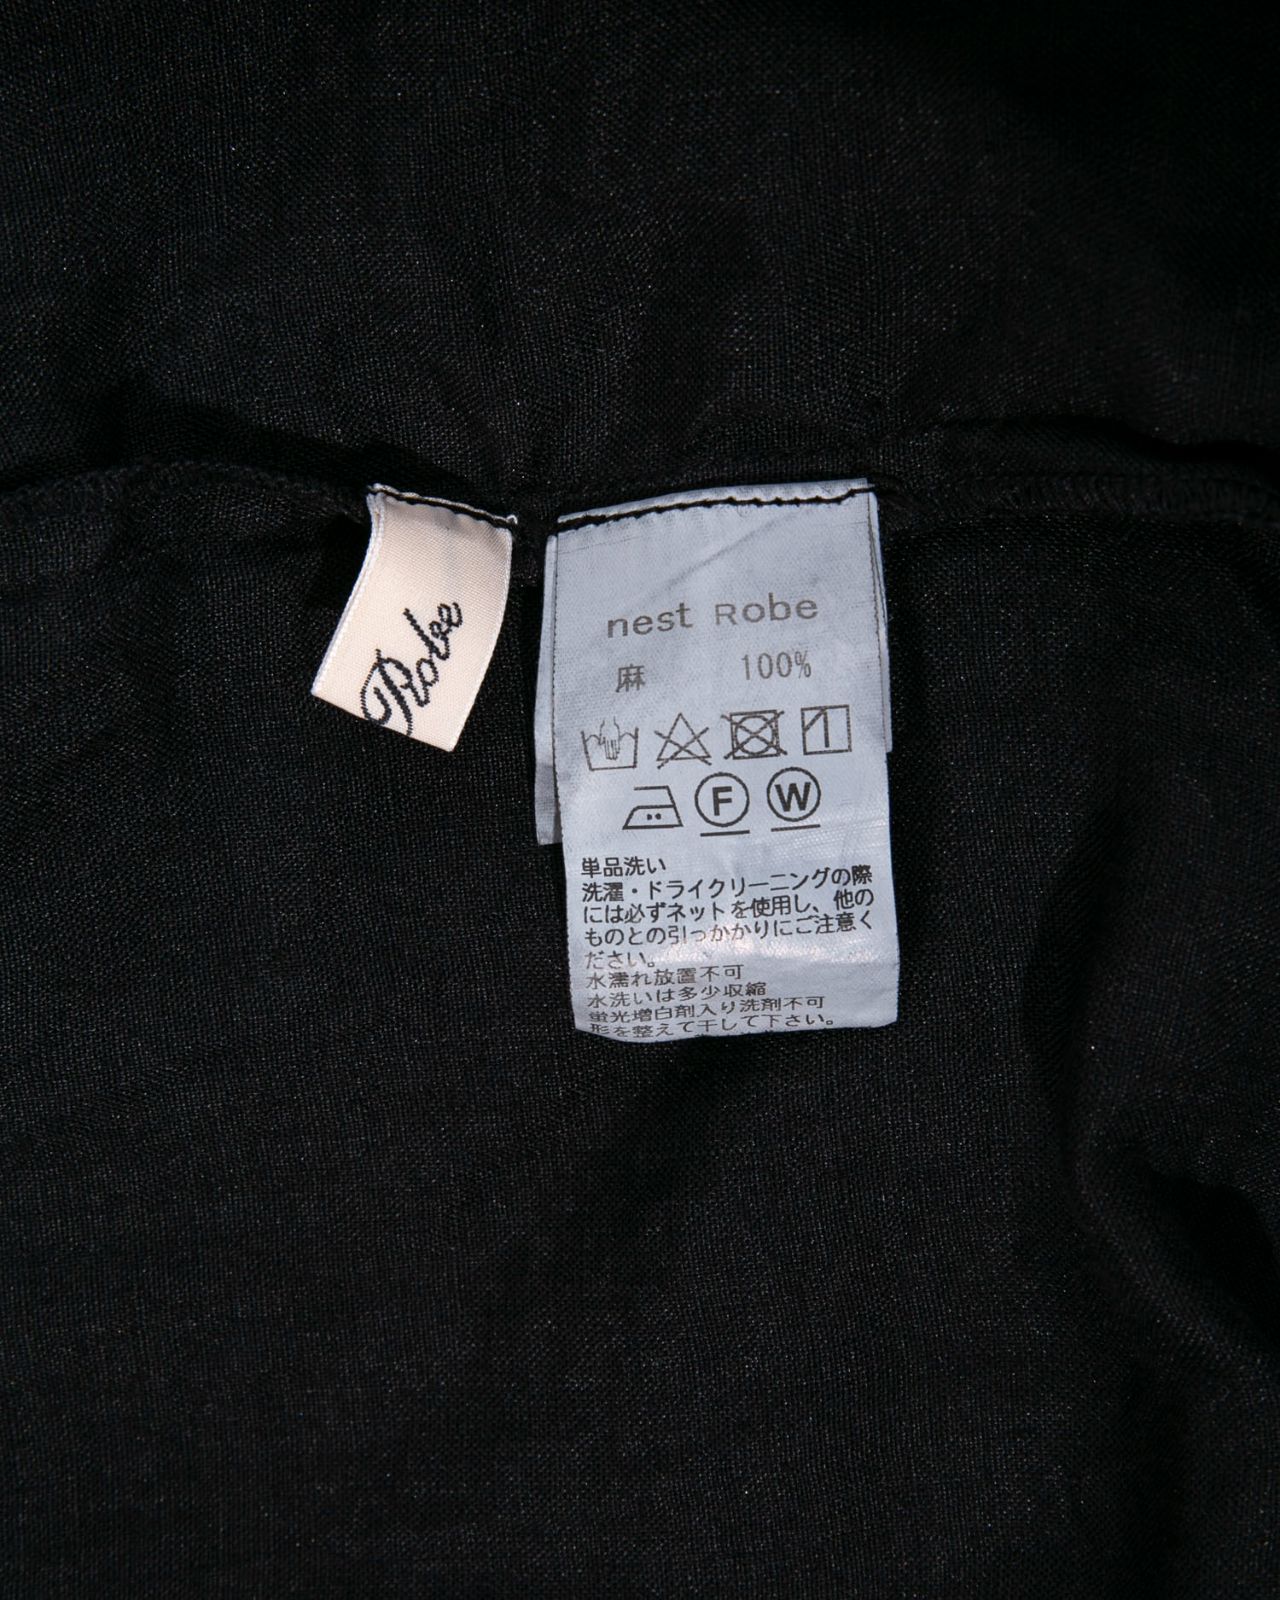 Robe
nest Robe
麻 100%
F W
単品洗い
洗濯・ドライクリーニングの際
には必ずネットを使用し、他の
ものとの引っかかりにご注意く
ださい。
水濡れ放置不可
水洗いは多少収縮
蛍光増白剤入り洗剤不可
形を整えて干して下さい。